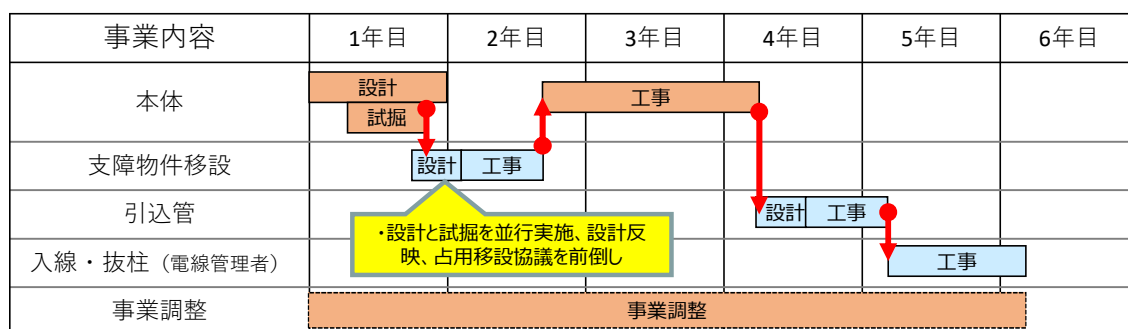 事業内容 1年目 2年目 3年目 4年目 5年目 6年目
本体
設計
試掘
工事
支障物件移設
設計 工事
引込管
設計 工事
・設計と試掘を並行実施、設計反
映、占用移設協議を前倒し
入線・抜柱（電線管理者）
工事
事業調整
事業調整